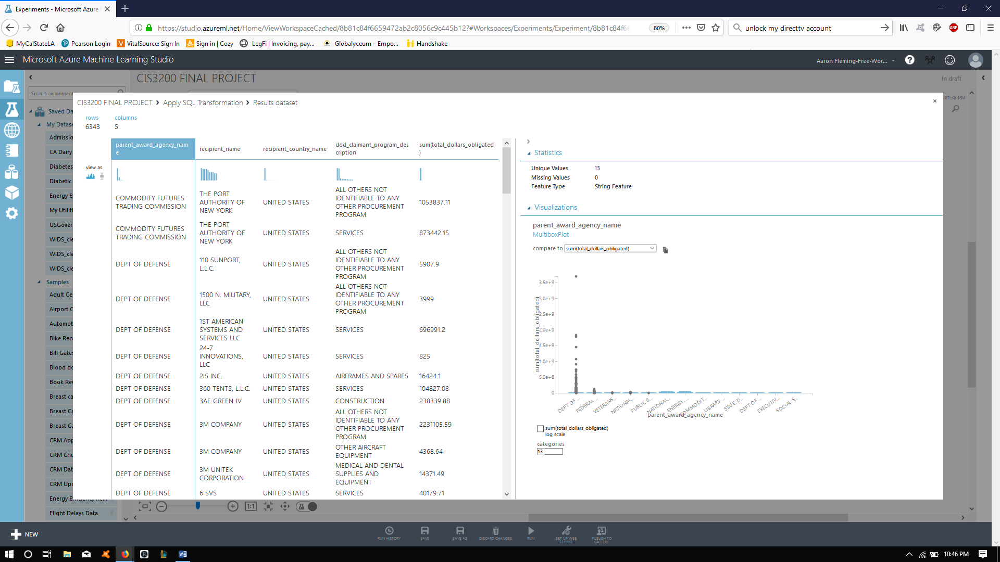 Experiments - Microsoft Azure
https://studio.azureml.net/Home/ViewWorkspaceCached/8b81c84f6659472ab2c8056c9c445b12?#Workspaces/Experiments/Experiment/8b81c84f66
80%
unlock my directtv account
MyCalStateLA
Pearson Login
VitalSource: Sign In
Sign in | Cozy
LegFi | Invoicing, pay...
Globalyceum – Empo...
Handshake
Microsoft Azure Machine Learning Studio
Aaron Fleming-Free-Wor...
CIS3200 FINAL PROJECT
In draft
Search experiment
:01:38 PM
Saved Da
My Datase
Admissio
CA Dairy
Diabetes
Diabetic
Energy E
My Utiliti
USGover
WIDS_cle
WIDS_cle
WIDS_cle
Samples
Adult Ce
Airport C
Automob
Bike Ren
Bill Gates
Blood do
Book Rev
Breast ca
Breast Ca
Breast Ca
CRM App
CRM Chu
CRM Dat
CRM Ups
Flight Delays Data
CIS3200 FINAL PROJECT > Apply SQL Transformation > Results dataset
rows columns
6343 5
view as
parent_award_agency_nam
e
recipient_name
recipient_country_name
dod_claimant_program_des
cription
sum(total_dollars_obligated
)
COMMODITY FUTURES
TRADING COMMISSION
THE PORT
AUTHORITY OF
NEW YORK
UNITED STATES
ALL OTHERS NOT
IDENTIFIABLE TO ANY
OTHER PROCUREMENT
PROGRAM
1053837.11
COMMODITY FUTURES
TRADING COMMISSION
THE PORT
AUTHORITY OF
NEW YORK
UNITED STATES
SERVICES
873442.15
DEPT OF DEFENSE
110 SUNPORT,
L.L.C.
UNITED STATES
ALL OTHERS NOT
IDENTIFIABLE TO ANY
OTHER PROCUREMENT
PROGRAM
5907.9
DEPT OF DEFENSE
1500 N. MILITARY,
LLC
UNITED STATES
ALL OTHERS NOT
IDENTIFIABLE TO ANY
OTHER PROCUREMENT
PROGRAM
3999
DEPT OF DEFENSE
1ST AMERICAN
SYSTEMS AND
SERVICES LLC
UNITED STATES
SERVICES
696991.2
DEPT OF DEFENSE
24-7
INNOVATIONS,
LLC
UNITED STATES
SERVICES
825
DEPT OF DEFENSE
2IS INC.
UNITED STATES
AIRFRAMES AND SPARES
16424.1
DEPT OF DEFENSE
360 TENTS, L.L.C.
UNITED STATES
SERVICES
104827.08
DEPT OF DEFENSE
3AE GREEN JV
UNITED STATES
CONSTRUCTION
238339.88
DEPT OF DEFENSE
3M COMPANY
UNITED STATES
ALL OTHERS NOT
IDENTIFIABLE TO ANY
OTHER PROCUREMENT
PROGRAM
2231105.59
DEPT OF DEFENSE
3M COMPANY
UNITED STATES
OTHER AIRCRAFT
EQUIPMENT
4368.64
DEPT OF DEFENSE
3M UNITEK
CORPORATION
UNITED STATES
MEDICAL AND DENTAL
SUPPLIES AND
EQUIPMENT
14371.49
DEPT OF DEFENSE
6 SVS
UNITED STATES
SERVICES
40179.71
Statistics
Unique Values 13
Missing Values 0
Feature Type String Feature
Visualizations
parent_award_agency_name
MultiboxPlot
compare to sum(total_dollars_obligated)
3.5e+9
3.0e+9
2.5e+9
2.0e+9
1.5e+9
1.0e+9
5.0e+8
0
sum(total_dollars_obligated)
DEPT OF ...
FEDERAL ...
VETERANS...
NATIONAL...
PUBLIC B...
NATIONAL...
ENERGY, ...
COMMODIT...
LIBRARY ...
STATE, D...
DEPT OF ...
EXECUTIV...
SOCIAL S...
parent_award_agency_name
sum(total_dollars_obligated)
log scale
categories
13
1:1
NEW
RUN HISTORY
SAVE
SAVE AS
DISCARD CHANGES
RUN
SET UP WEB
SERVICE
PUBLISH TO
GALLERY
10:46 PM